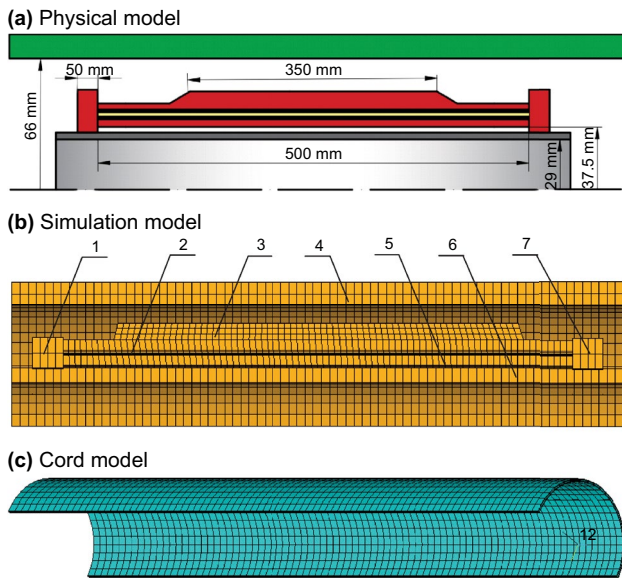 (a) Physical model
50 mm
350 mm
66 mm
500 mm
29 mm
37.5 mm
(b) Simulation model
1 2 3 4 5 6 7
(c) Cord model
12